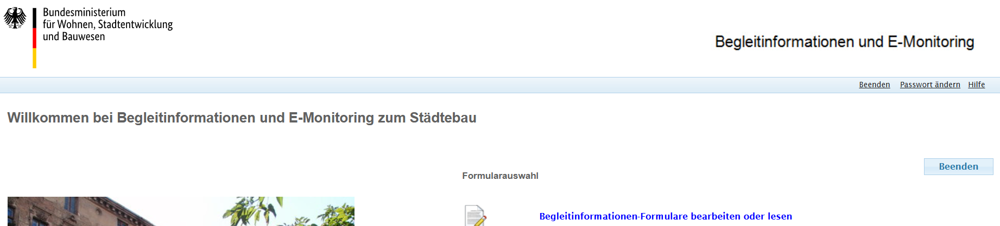 Bundesministerium
für Wohnen, Stadtentwicklung
und Bauwesen
Begleitinformationen und E-Monitoring
Beenden Passwort ändern Hilfe
Willkommen bei Begleitinformationen und E-Monitoring zum Städtebau
Beenden
Formularauswahl
Begleitinformationen-Formulare bearbeiten oder lesen